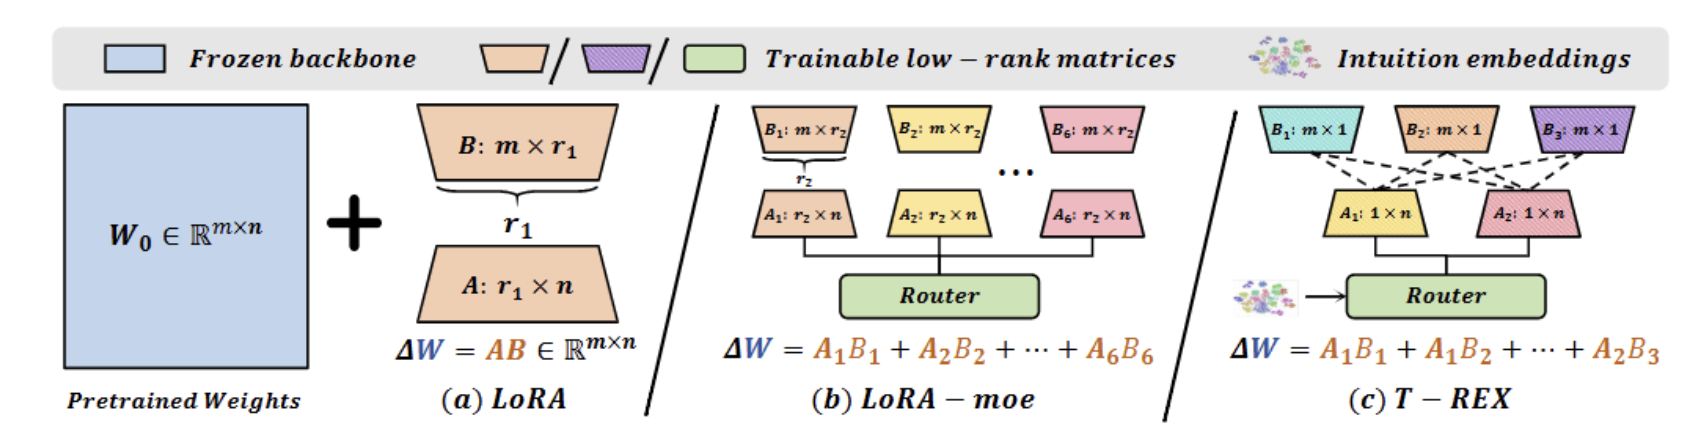 Frozen backbone / / Trainable low − rank matrices Intuition embeddings
W₀ ∈ ℝᵐˣⁿ
Pretrained Weights
+
B: m × r₁
r₁
A: r₁ × n
ΔW = AB ∈ ℝᵐˣⁿ
(a) LoRA
B₁: m × r₂ B₂: m × r₂ B₆: m × r₂
r₂ ...
A₁: r₂ × n A₂: r₂ × n A₆: r₂ × n
Router
ΔW = A₁B₁ + A₂B₂ + ⋯ + A₆B₆
(b) LoRA − moe
B₁: m × 1 B₂: m × 1 B₃: m × 1
A₁: 1 × n A₂: 1 × n
Router
ΔW = A₁B₁ + A₁B₂ + ⋯ + A₂B₃
(c) T − REX